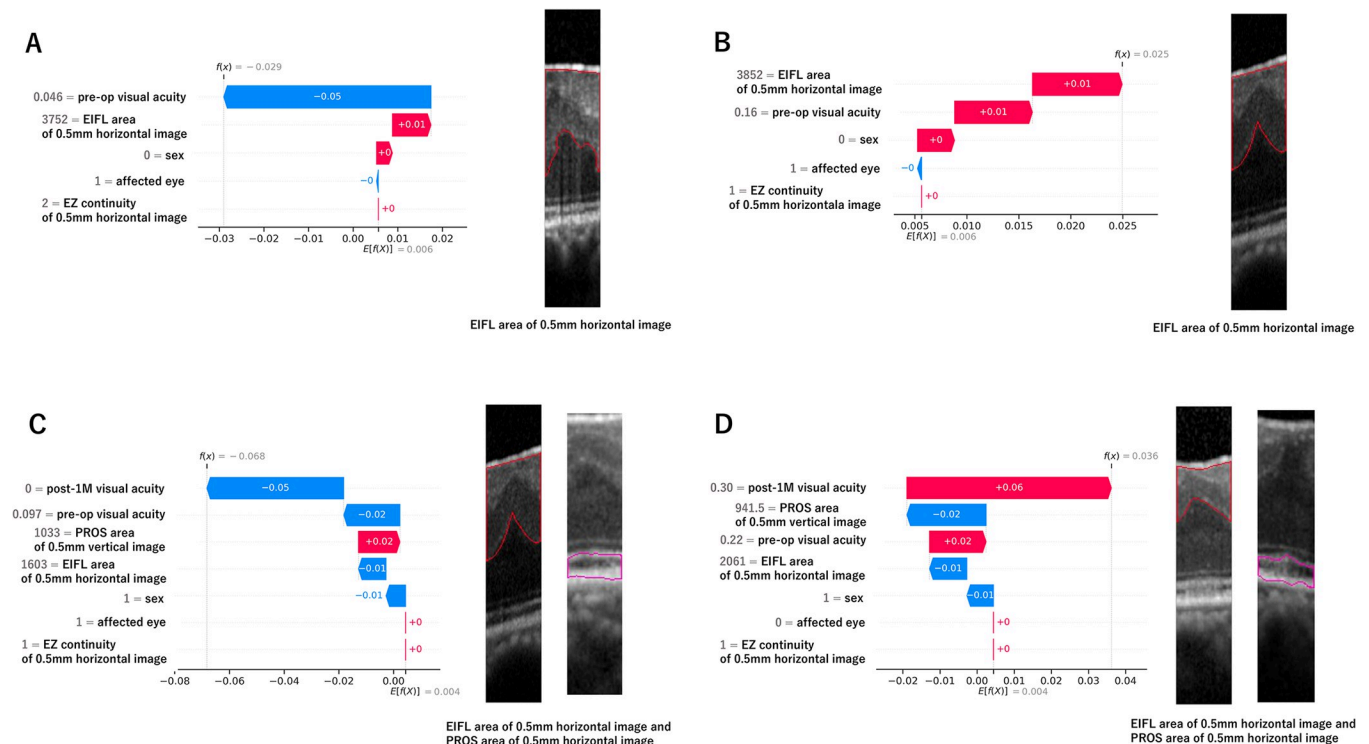 A
f(x) = −0.029
0.046 = pre-op visual acuity
−0.05
3752 = EIFL area
of 0.5mm horizontal image
+0.01
0 = sex
+0
1 = affected eye
−0
2 = EZ continuity
of 0.5mm horizontal image
+0
−0.03
−0.02
−0.01
0.00
0.01
0.02
E[f(X)] = 0.006
EIFL area of 0.5mm horizontal image
B
f(x) = 0.025
3852 = EIFL area
of 0.5mm horizontal image
+0.01
0.16 = pre-op visual acuity
+0.01
0 = sex
+0
1 = affected eye
−0
1 = EZ continuity
of 0.5mm horizontala image
+0
0.005
0.010
0.015
0.020
0.025
E[f(X)] = 0.006
EIFL area of 0.5mm horizontal image
C
f(x) = −0.068
0 = post-1M visual acuity
−0.05
0.097 = pre-op visual acuity
−0.02
1033 = PROS area
of 0.5mm vertical image
+0.02
1603 = EIFL area
of 0.5mm horizontal image
−0.01
1 = sex
−0.01
1 = affected eye
+0
1 = EZ continuity
of 0.5mm horizontal image
+0
−0.08
−0.06
−0.04
−0.02
0.00
E[f(X)] = 0.004
EIFL area of 0.5mm horizontal image and
PROS area of 0.5mm horizontal image
D
f(x) = 0.036
0.30 = post-1M visual acuity
+0.06
941.5 = PROS area
of 0.5mm vertical image
−0.02
0.22 = pre-op visual acuity
+0.02
2061 = EIFL area
of 0.5mm horizontal image
−0.01
1 = sex
−0.01
0 = affected eye
+0
1 = EZ continuity
of 0.5mm horizontal image
+0
−0.02
−0.01
0.00
0.01
0.02
0.03
0.04
E[f(X)] = 0.004
EIFL area of 0.5mm horizontal image and
PROS area of 0.5mm horizontal image